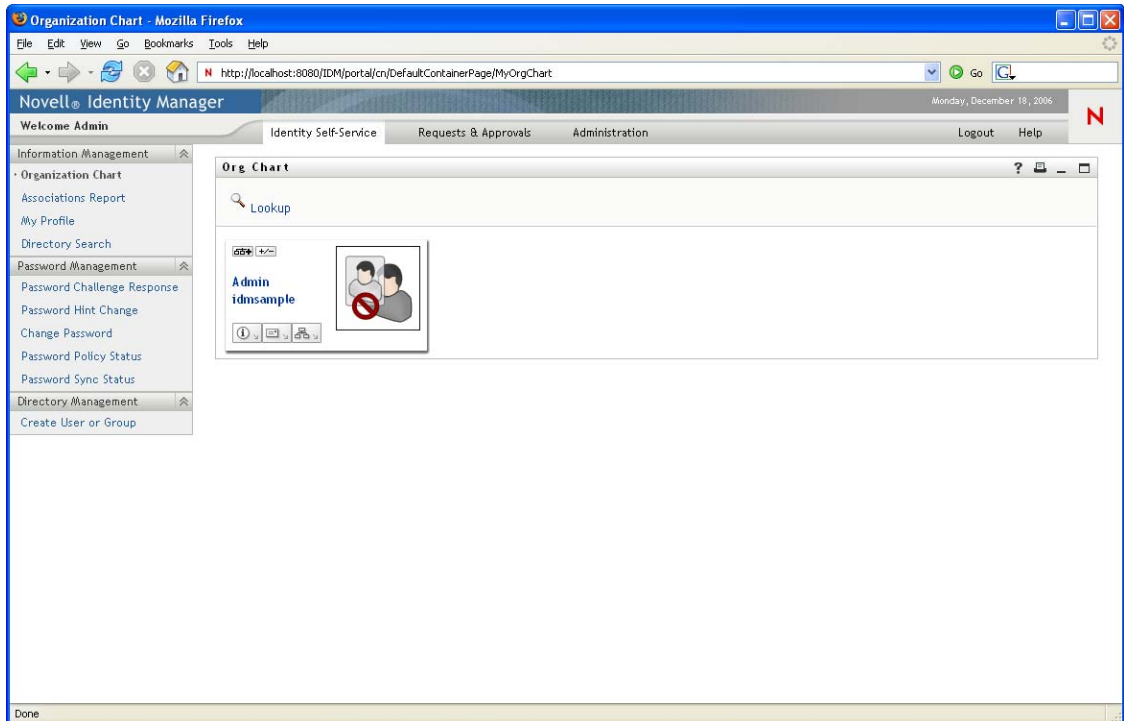 Organization Chart - Mozilla Firefox
File Edit View Go Bookmarks Tools Help
N http://localhost:8080/IDM/portal/cn/DefaultContainerPage/MyOrgChart Go G
Novell® Identity Manager Monday, December 18, 2006
N
Welcome Admin Identity Self-Service Requests & Approvals Administration Logout Help
Information Management
Organization Chart
Associations Report
My Profile
Directory Search
Password Management
Password Challenge Response
Password Hint Change
Change Password
Password Policy Status
Password Sync Status
Directory Management
Create User or Group
Org Chart ?
Lookup
+/-
Admin
idmsample
Done